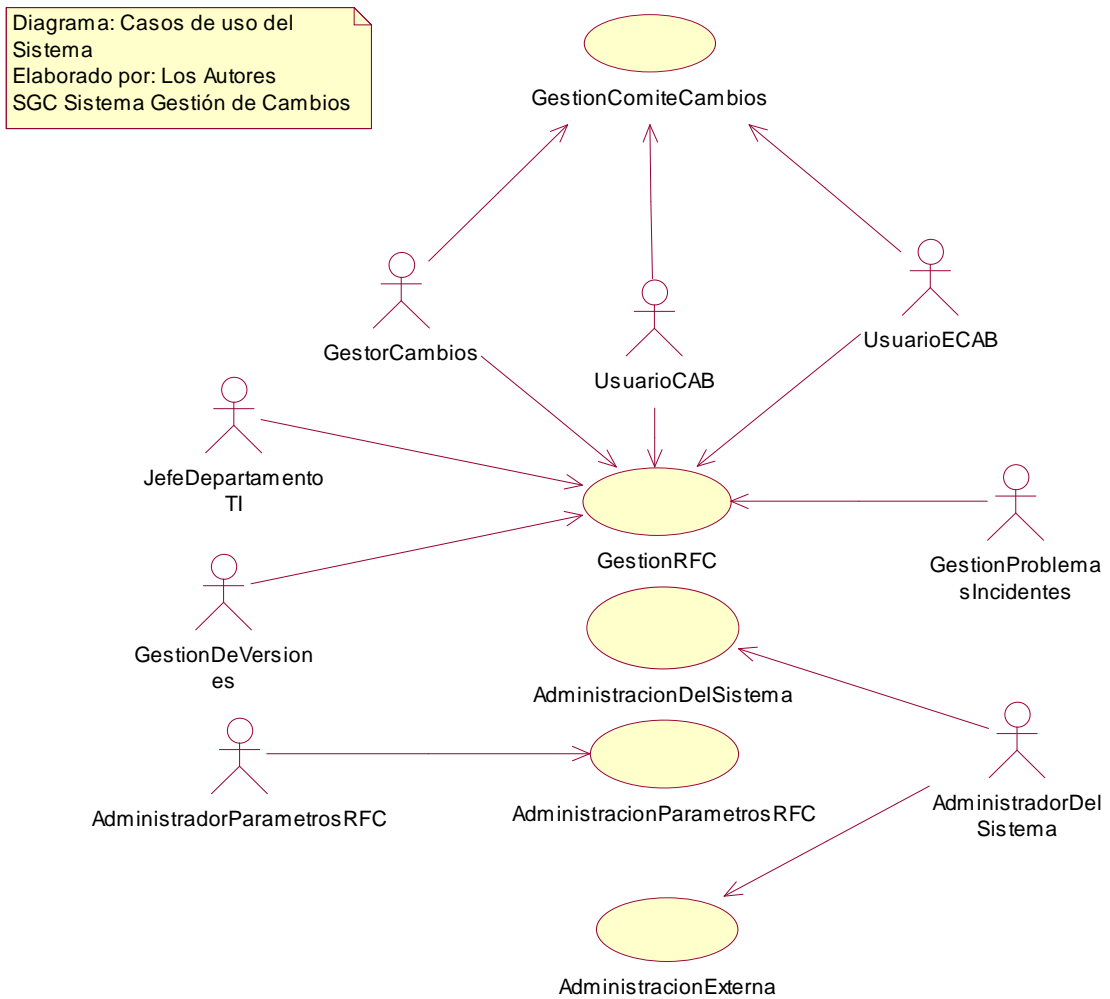 Diagrama: Casos de uso del
Sistema
Elaborado por: Los Autores
SGC Sistema Gestión de Cambios
GestionComiteCambios
GestorCambios
UsuarioCAB
UsuarioECAB
JefeDepartamento
TI
GestionRFC
GestionProblema
sIncidentes
GestionDeVersion
es
AdministracionDelSistema
AdministradorParametrosRFC
AdministracionParametrosRFC
AdministradorDel
Sistema
AdministracionExterna